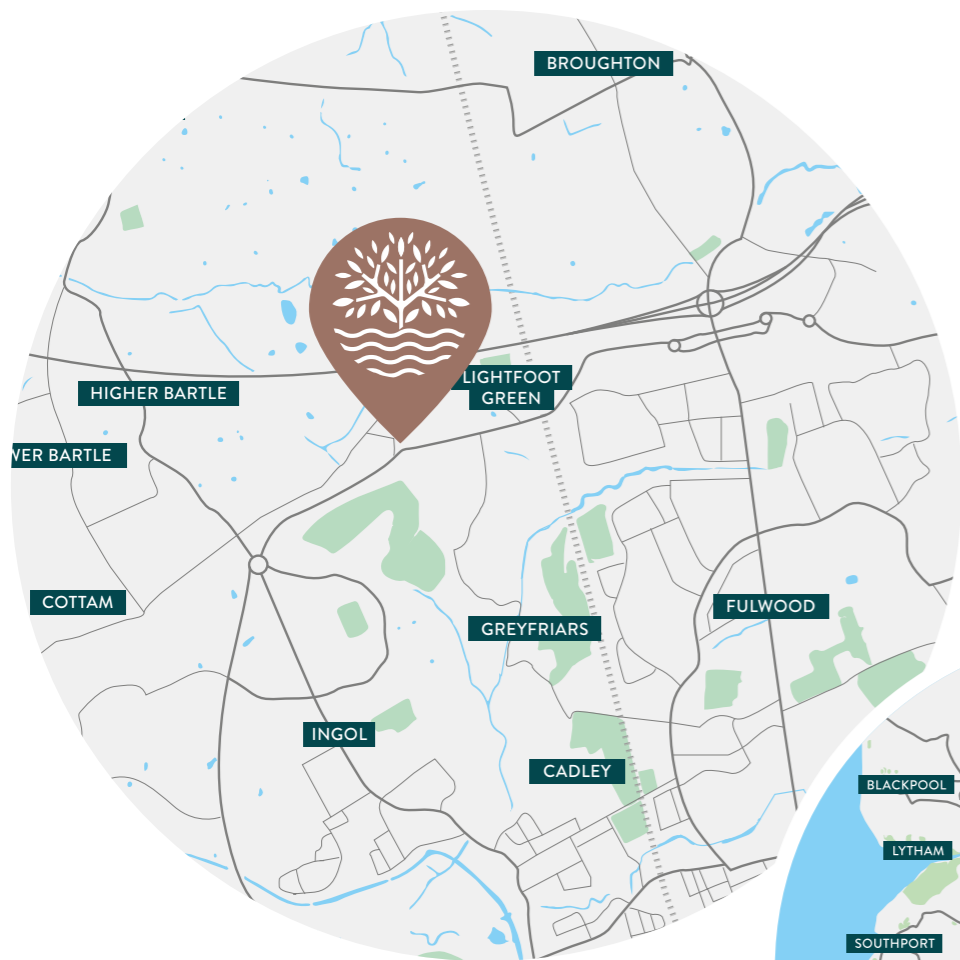 BROUGHTON
LIGHTFOOT
GREEN
HIGHER BARTLE
WER BARTLE
COTTAM
FULWOOD
GREYFRIARS
INGOL
CADLEY
BLACKPOOL
LYTHAM
SOUTHPORT